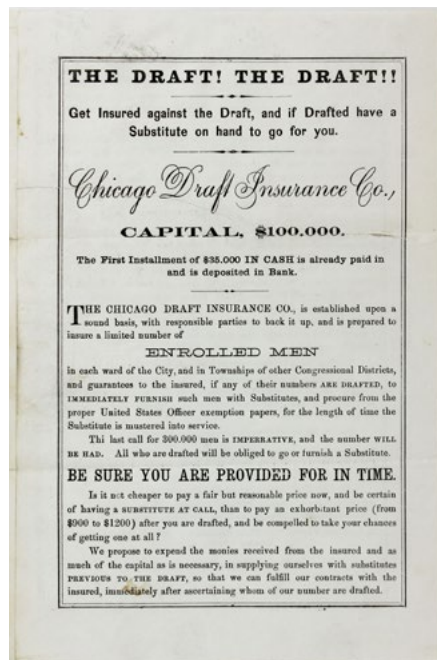 THE DRAFT! THE DRAFT!!
Get Insured against the Draft, and if Drafted have a
Substitute on hand to go for you.
Chicago Draft Insurance Co.,
CAPITAL, $100.000.
The First Installment of $35.000 IN CASH is already paid in
and is deposited in Bank.
THE CHICAGO DRAFT INSURANCE CO., is established upon a
sound basis, with responsible parties to back it up, and is prepared to
insure a limited number of
ENROLLED MEN
in each ward of the City, and in Townships of other Congressional Districts,
and guarantees to the insured, if any of their numbers ARE DRAFTED, to
IMMEDIATELY FURNISH such men with Substitutes, and procure from the
proper United States Officer exemption papers, for the length of time the
Substitute is mustered into service.
Thi last call for 300.000 men is IMPERRATIVE, and the number WILL
BE HAD. All who are drafted will be obliged to go or furnish a Substitute.
BE SURE YOU ARE PROVIDED FOR IN TIME.
Is it not cheaper to pay a fair but reasonable price now, and be certain
of having a SUBSTITUTE AT CALL, than to pay an exhorbitant price (from
$900 to $1200) after you are drafted, and be compelled to take your chances
of getting one at all?
We propose to expend the monies received from the insured and as
much of the capital as is necessary, in supplying ourselves with substitutes
PREVIOUS TO THE DRAFT, so that we can fulfill our contracts with the
insured, immediately after ascertaining whom of our number are drafted.